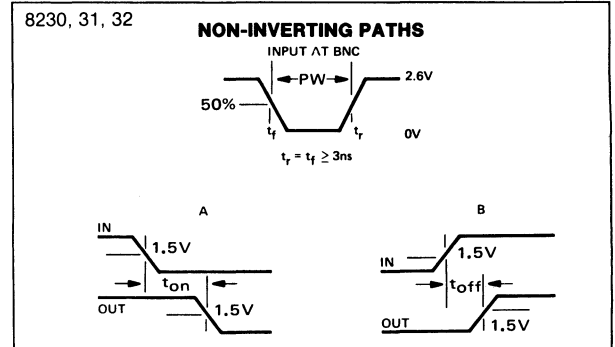 8230, 31, 32
NON-INVERTING PATHS
INPUT AT BNC
PW
2.6V
50%
tf
tr
0V
tr = tf ≥ 3ns
A
B
IN
1.5V
ton
OUT
1.5V
IN
1.5V
toff
OUT
1.5V